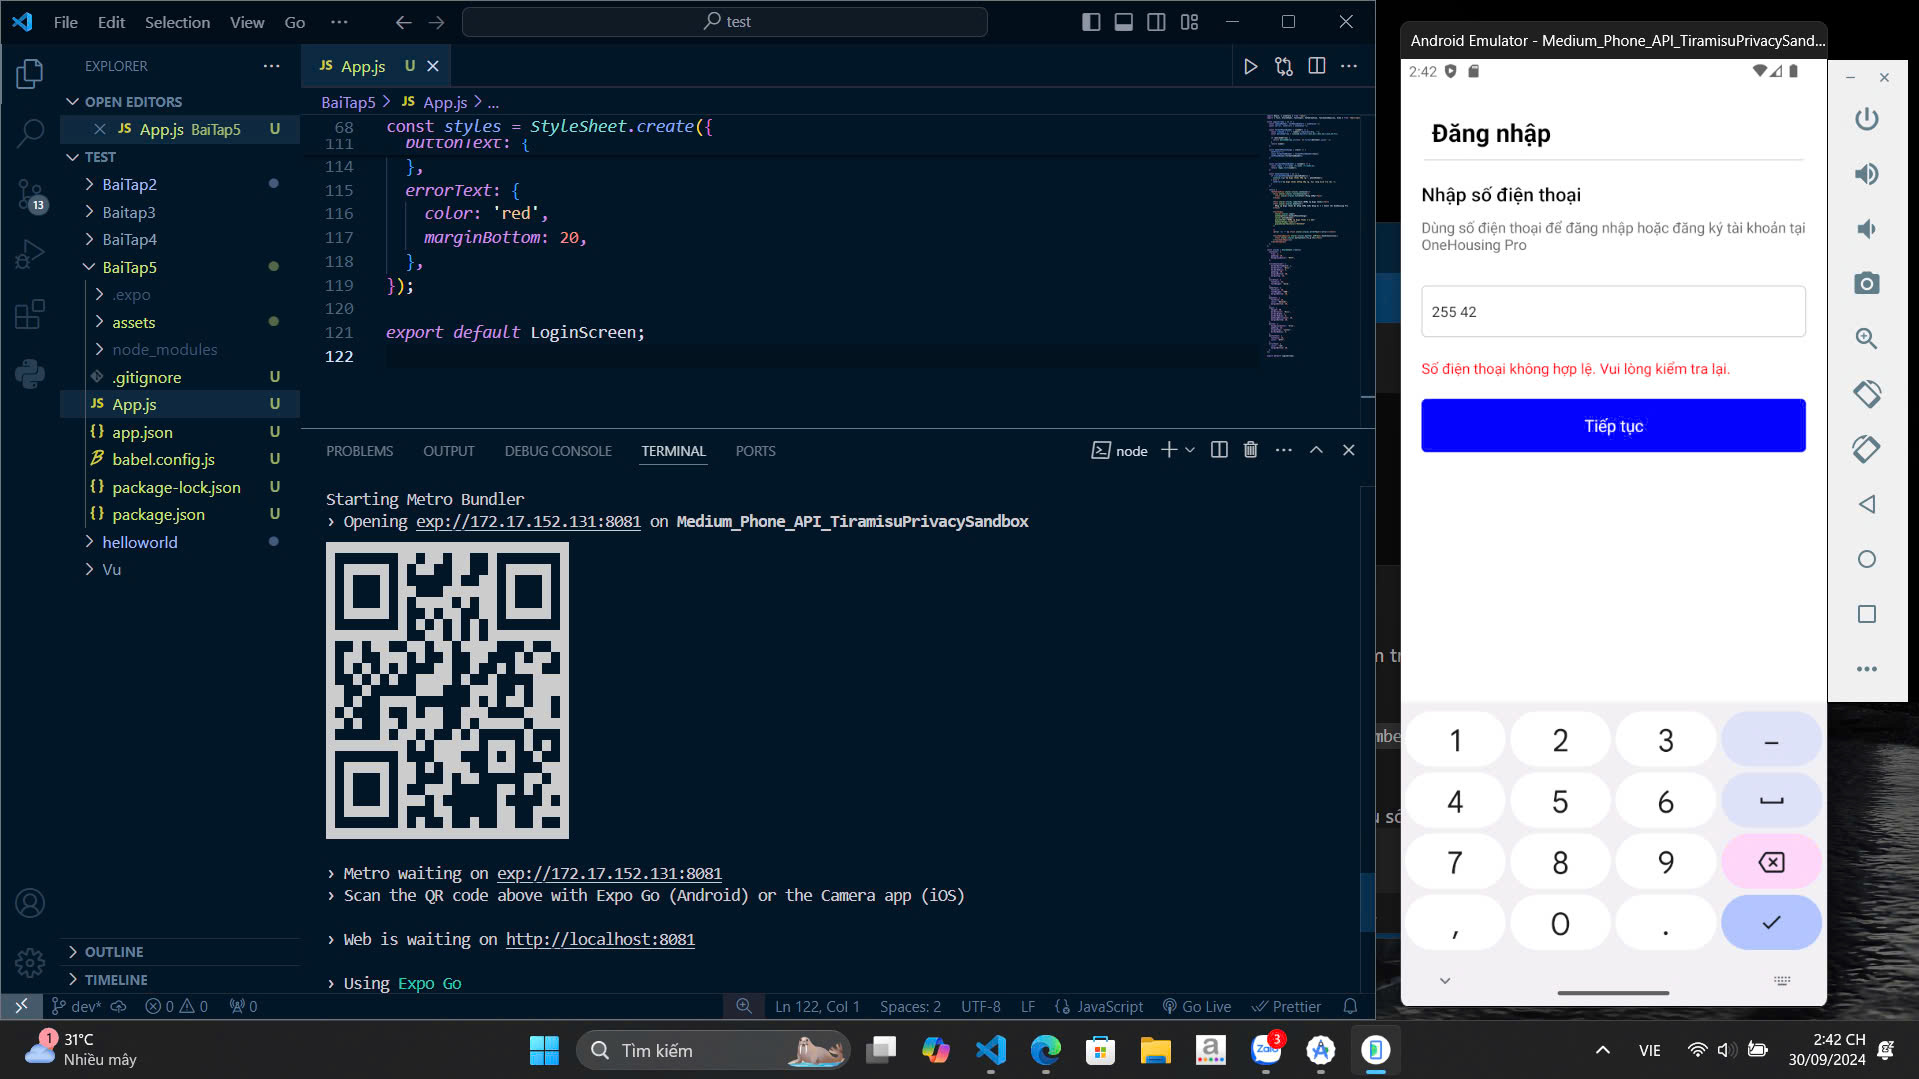 File Edit Selection View Go ··· test
EXPLORER
OPEN EDITORS
JS App.js BaiTap5 U
TEST
BaiTap2
Baitap3
BaiTap4
BaiTap5
.expo
assets
node_modules
.gitignore U
JS App.js U
{} app.json U
babel.config.js U
{} package-lock.json U
{} package.json U
helloworld
Vu
OUTLINE
TIMELINE
13
JS App.js U
BaiTap5 > JS App.js > ...
68 const styles = StyleSheet.create({
111 buttonText: {
114 },
115 errorText: {
116 color: 'red',
117 marginBottom: 20,
118 },
119 });
120
121 export default LoginScreen;
122
PROBLEMS OUTPUT DEBUG CONSOLE TERMINAL PORTS node
Starting Metro Bundler
› Opening exp://172.17.152.131:8081 on Medium_Phone_API_TiramisuPrivacySandbox
› Metro waiting on exp://172.17.152.131:8081
› Scan the QR code above with Expo Go (Android) or the Camera app (iOS)
› Web is waiting on http://localhost:8081
› Using Expo Go
dev* 0 0 0 Ln 122, Col 1 Spaces: 2 UTF-8 LF {} JavaScript Go Live Prettier
Android Emulator - Medium_Phone_API_TiramisuPrivacySand...
2:42
Đăng nhập
Nhập số điện thoại
Dùng số điện thoại để đăng nhập hoặc đăng ký tài khoản tại
OneHousing Pro
255 42
Số điện thoại không hợp lệ. Vui lòng kiểm tra lại.
Tiếp tục
1 2 3 –
4 5 6
7 8 9
, 0 .
1
31°C
Nhiều mây
Tìm kiếm
a
Zalo
3
VIE
2:42 CH
30/09/2024